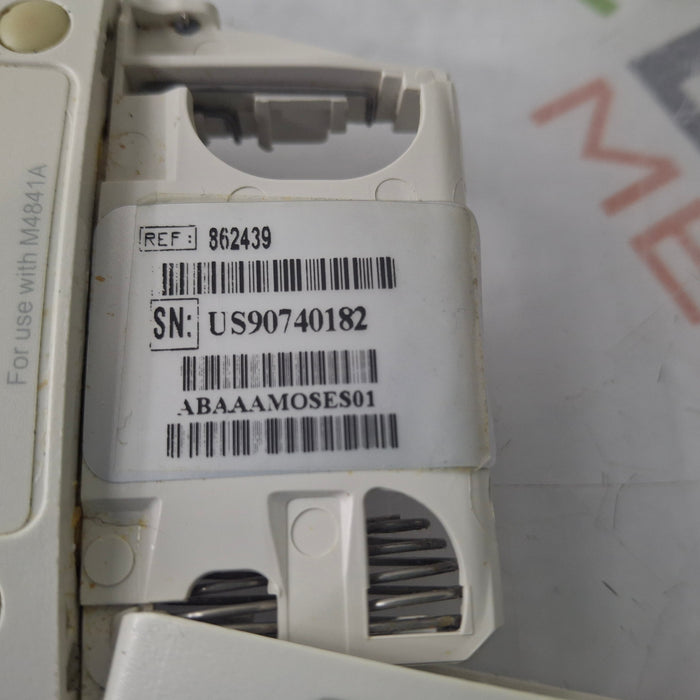 For use with M4841A
REF: 862439
SN: US90740182
ABAAAMOSES01